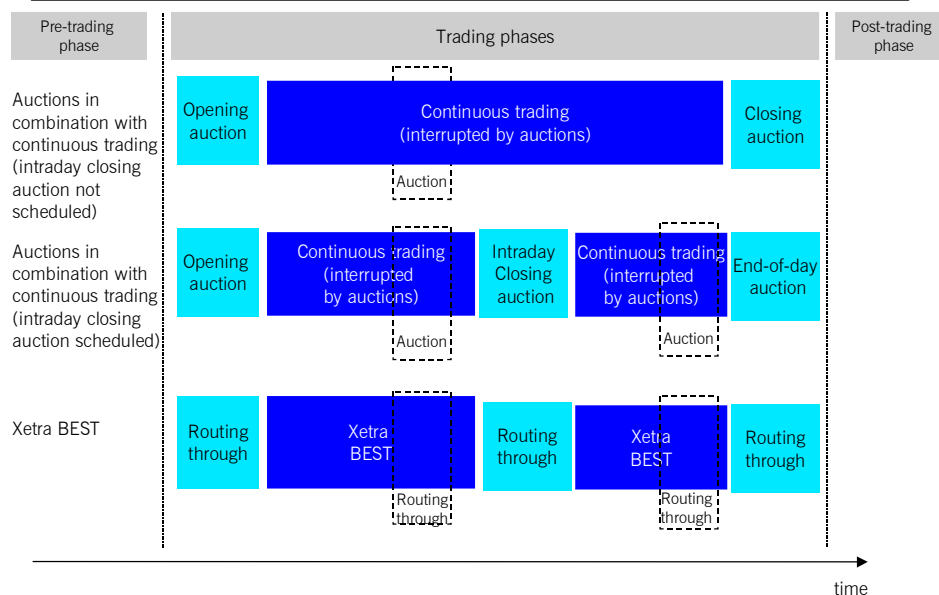 Pre-trading
phase
Trading phases
Post-trading
phase
Auctions in
combination with
continuous trading
(intraday closing
auction not
scheduled)
Opening
auction
Continuous trading
(interrupted by auctions)
Auction
Closing
auction
Auctions in
combination with
continuous trading
(intraday closing
auction scheduled)
Opening
auction
Continuous trading
(interrupted
by auctions)
Auction
Intraday
Closing
auction
Continuous trading
(interrupted
by auctions)
Auction
End-of-day
auction
Xetra BEST
Routing
through
Xetra
BEST
Routing
through
Routing
through
Xetra
BEST
Routing
through
Routing
through
time